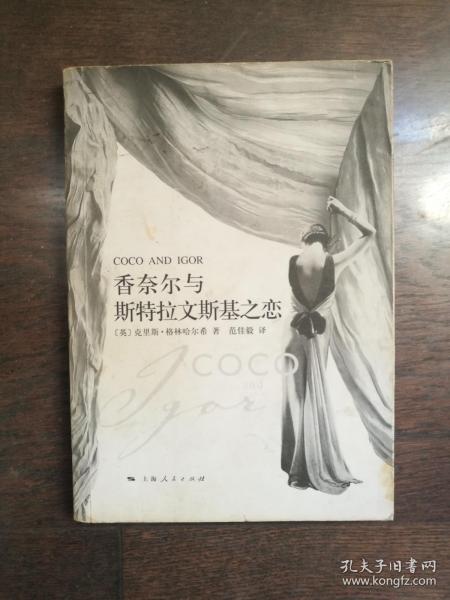 COCO AND IGOR
香奈尔与
斯特拉文斯基之恋
〔英〕克里斯·格林哈尔希 著 范佳毅 译
COCO
and
Igor
上海人民出版社
孔夫子旧书网
www.kongfz.com